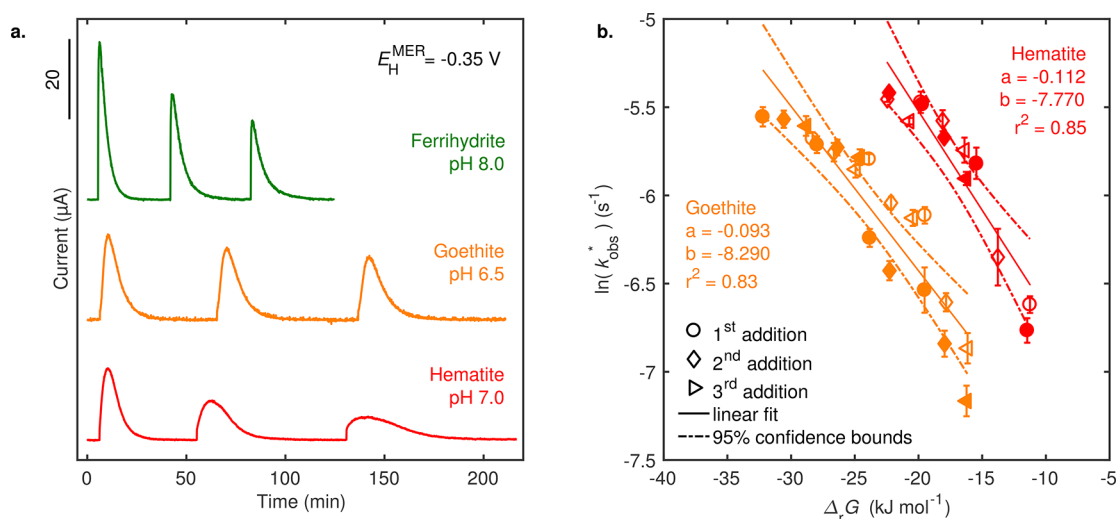 a.
20
E_H^MER = -0.35 V
Ferrihydrite
pH 8.0
Goethite
pH 6.5
Hematite
pH 7.0
Current (µA)
0 50 100 150 200
Time (min)
b.
-5
-5.5
-6
-6.5
-7
-7.5
ln( k*_obs ) (s⁻¹)
Hematite
a = -0.112
b = -7.770
r² = 0.85
Goethite
a = -0.093
b = -8.290
r² = 0.83
1st addition
2nd addition
3rd addition
linear fit
95% confidence bounds
-40 -35 -30 -25 -20 -15 -10 -5
Δ_rG (kJ mol⁻¹)